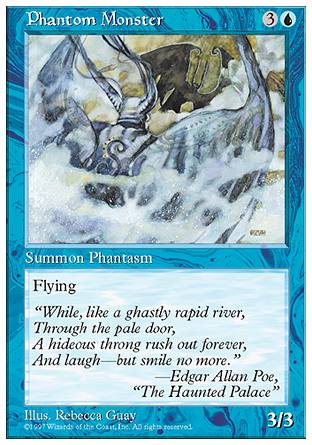 Phantom Monster 3
Summon Phantasm
Flying
“While, like a ghastly rapid river,
Through the pale door,
A hideous throng rush out forever,
And laugh—but smile no more.”
—Edgar Allan Poe,
“The Haunted Palace”
Illus. Rebecca Guay
©1997 Wizards of the Coast, Inc. All rights reserved.
3/3